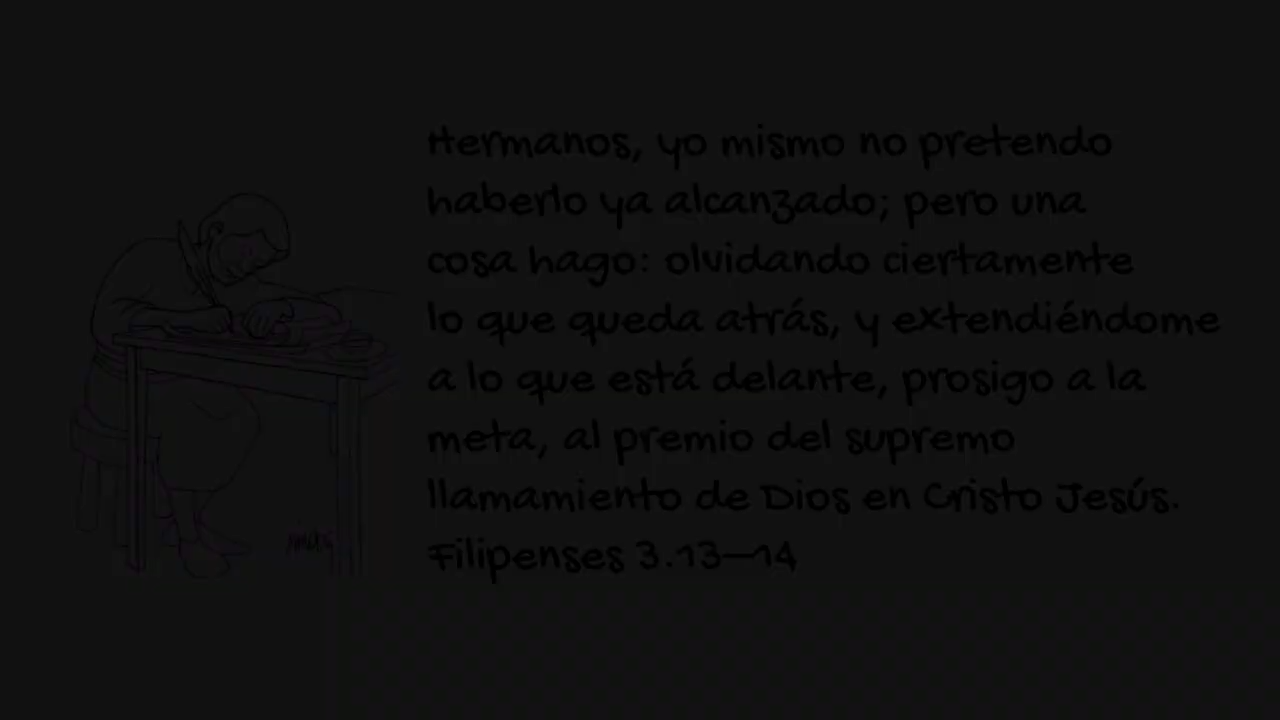 Hermanos, yo mismo no pretendo
haberlo ya alcanzado; pero una
cosa hago: olvidando ciertamente
lo que queda atrás, y extendiéndome
a lo que está delante, prosigo a la
meta, al premio del supremo
llamamiento de Dios en Cristo Jesús.
Filipenses 3.13—14